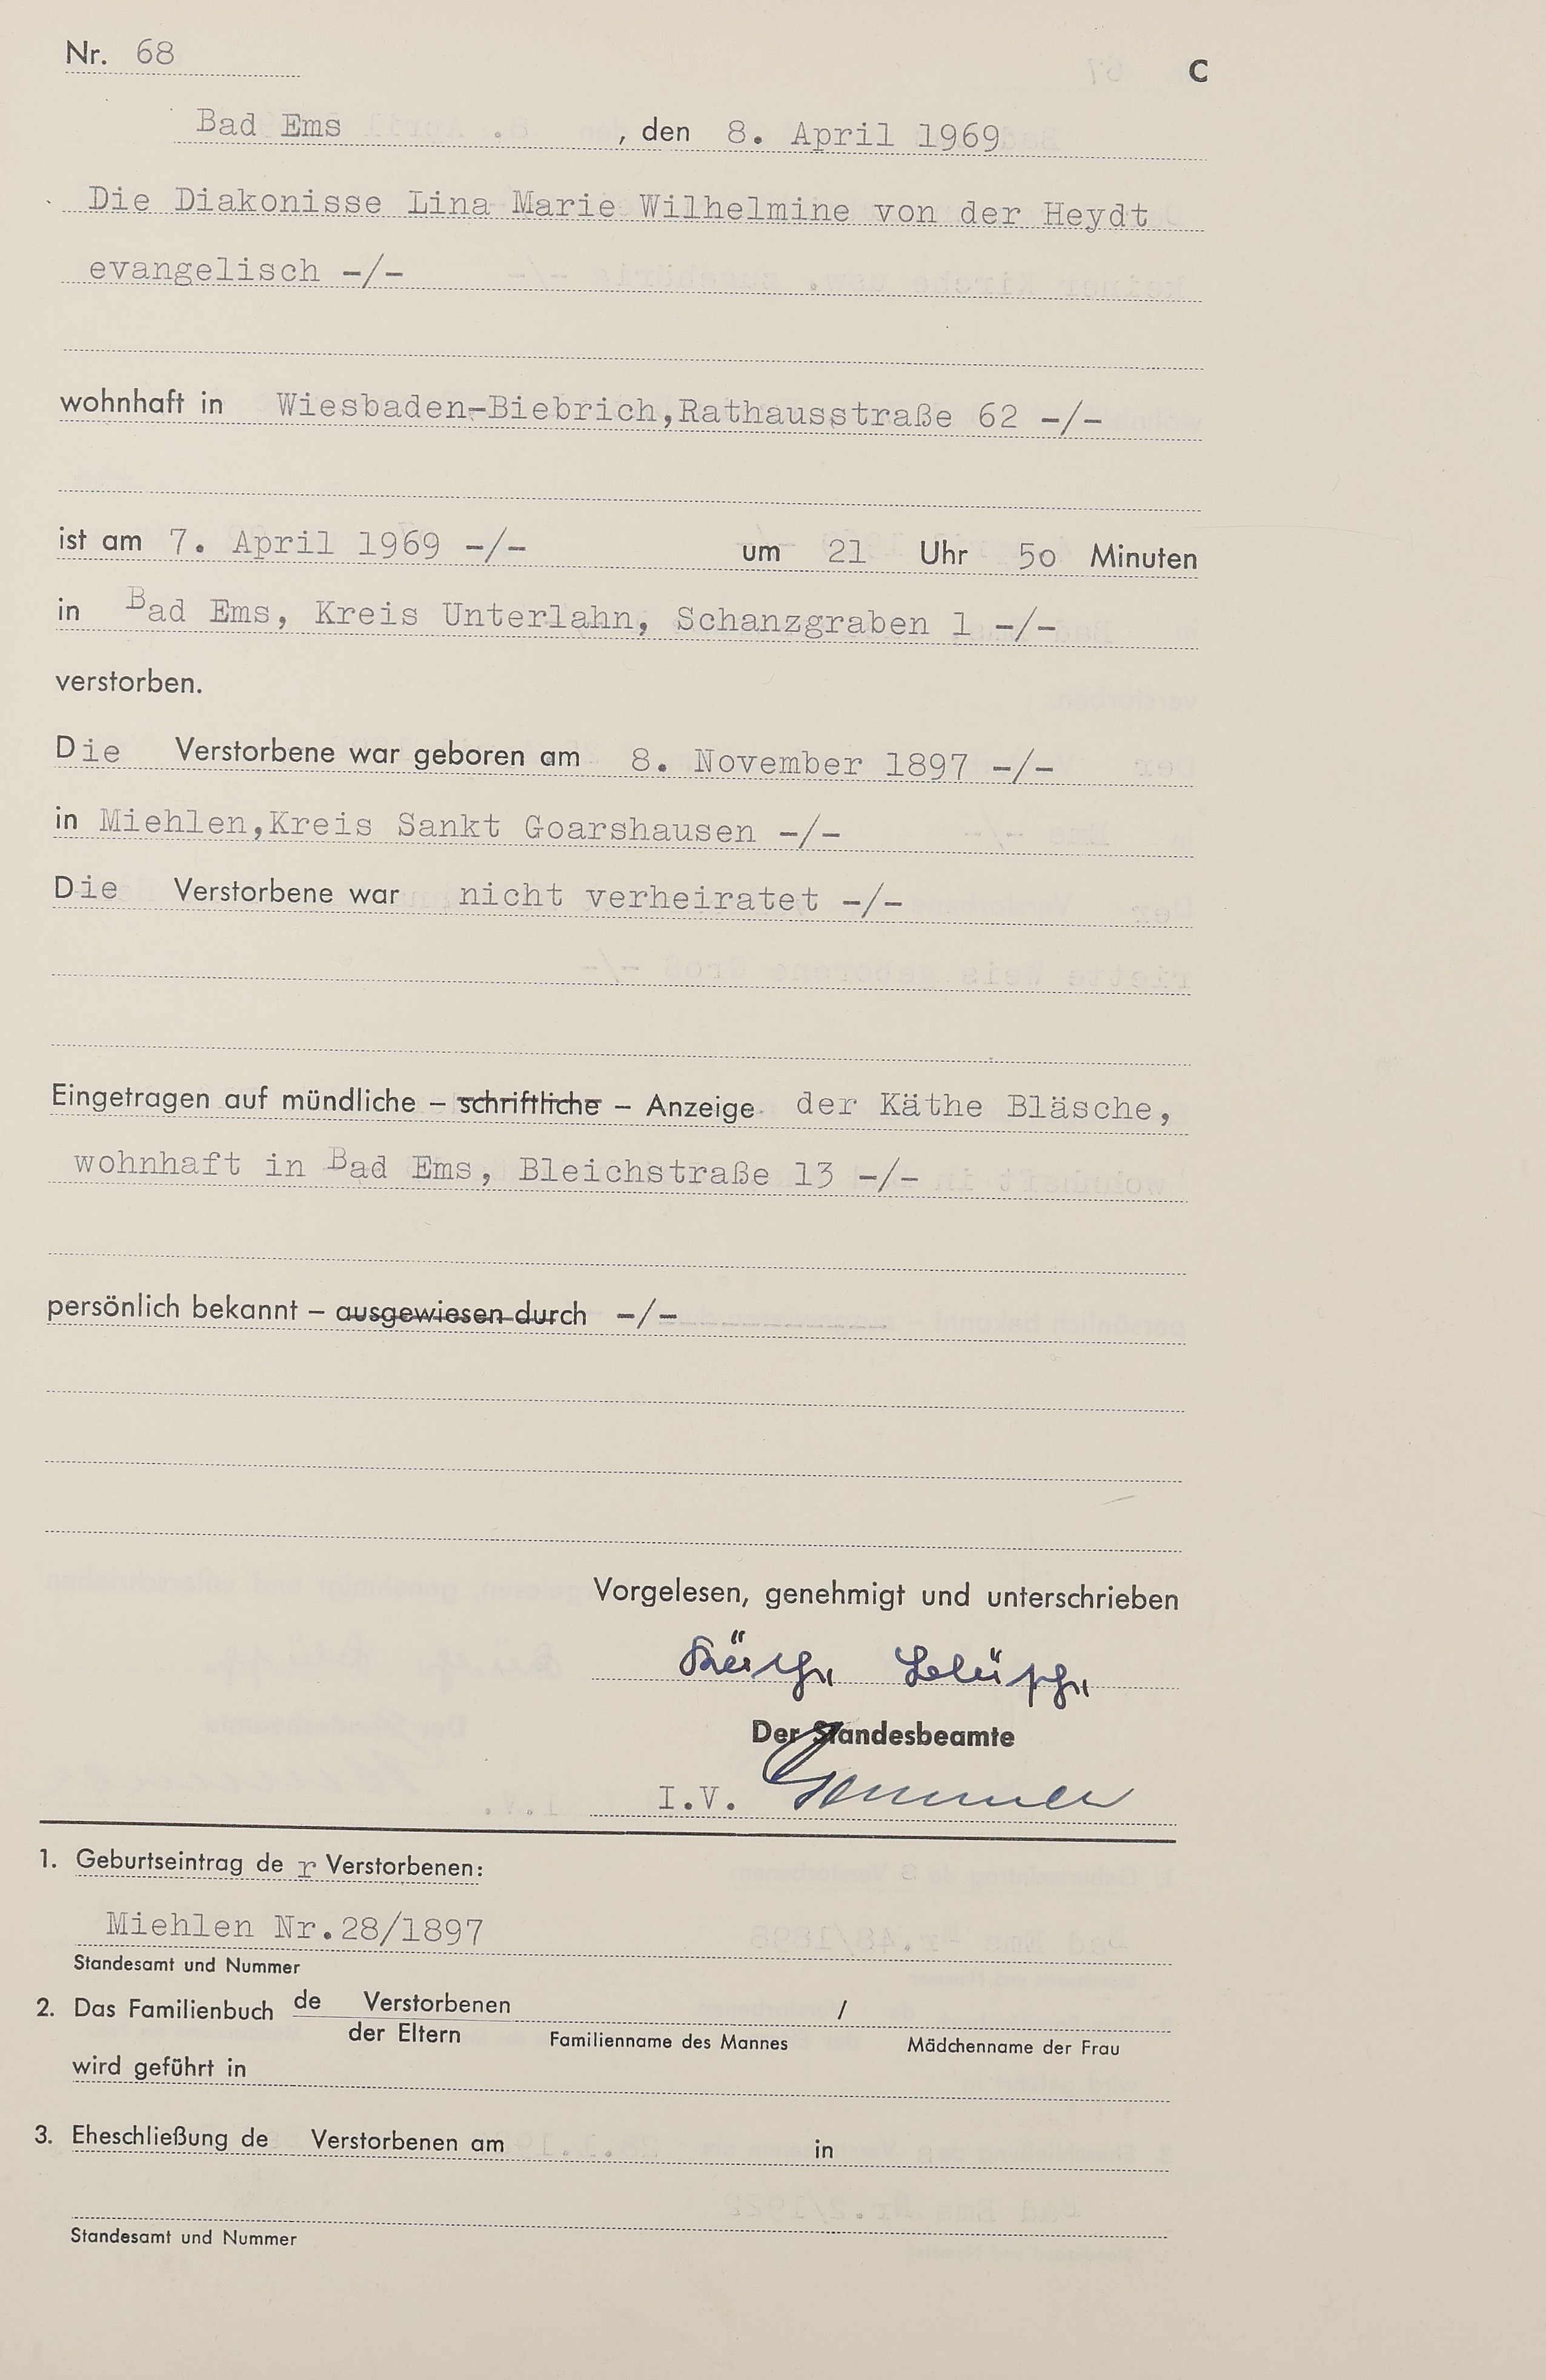 Nr. 68
C
Bad Ems , den 8. April 1969
Die Diakonisse Lina Marie Wilhelmine von der Heydt
evangelisch -/-
wohnhaft in Wiesbaden-Biebrich,Rathausstraße 62 -/-
ist am 7. April 1969 -/- um 21 Uhr 50 Minuten
in Bad Ems, Kreis Unterlahn, Schanzgraben 1 -/-
verstorben.
Die Verstorbene war geboren am 8. November 1897 -/-
in Miehlen,Kreis Sankt Goarshausen -/-
Die Verstorbene war nicht verheiratet -/-
Eingetragen auf mündliche – schriftliche – Anzeige der Käthe Bläsche,
wohnhaft in Bad Ems, Bleichstraße 13 -/-
persönlich bekannt – ausgewiesen durch -/-
Vorgelesen, genehmigt und unterschrieben
Käthe Bläsche
Der Standesbeamte
I.V.
1. Geburtseintrag de r Verstorbenen:
Miehlen Nr.28/1897
Standesamt und Nummer
2. Das Familienbuch de Verstorbenen /
der Eltern Familienname des Mannes Mädchenname der Frau
wird geführt in
3. Eheschließung de Verstorbenen am in
Standesamt und Nummer